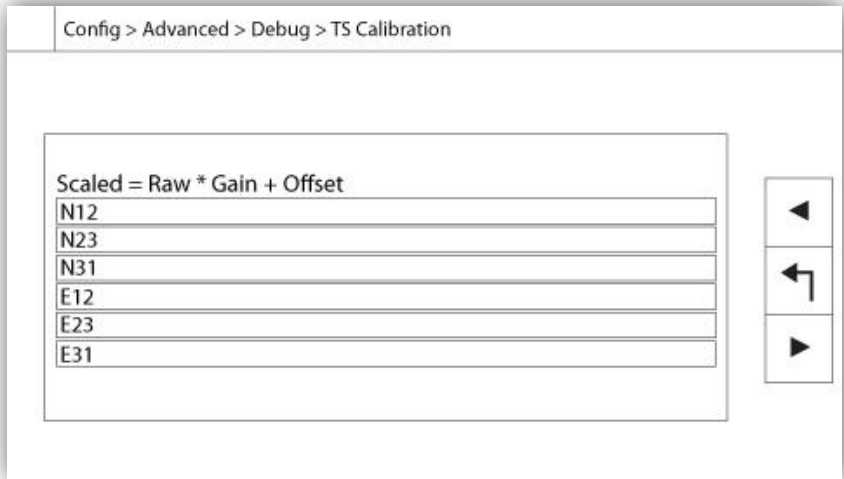 Config > Advanced > Debug > TS Calibration
Scaled = Raw * Gain + Offset
N12
N23
N31
E12
E23
E31